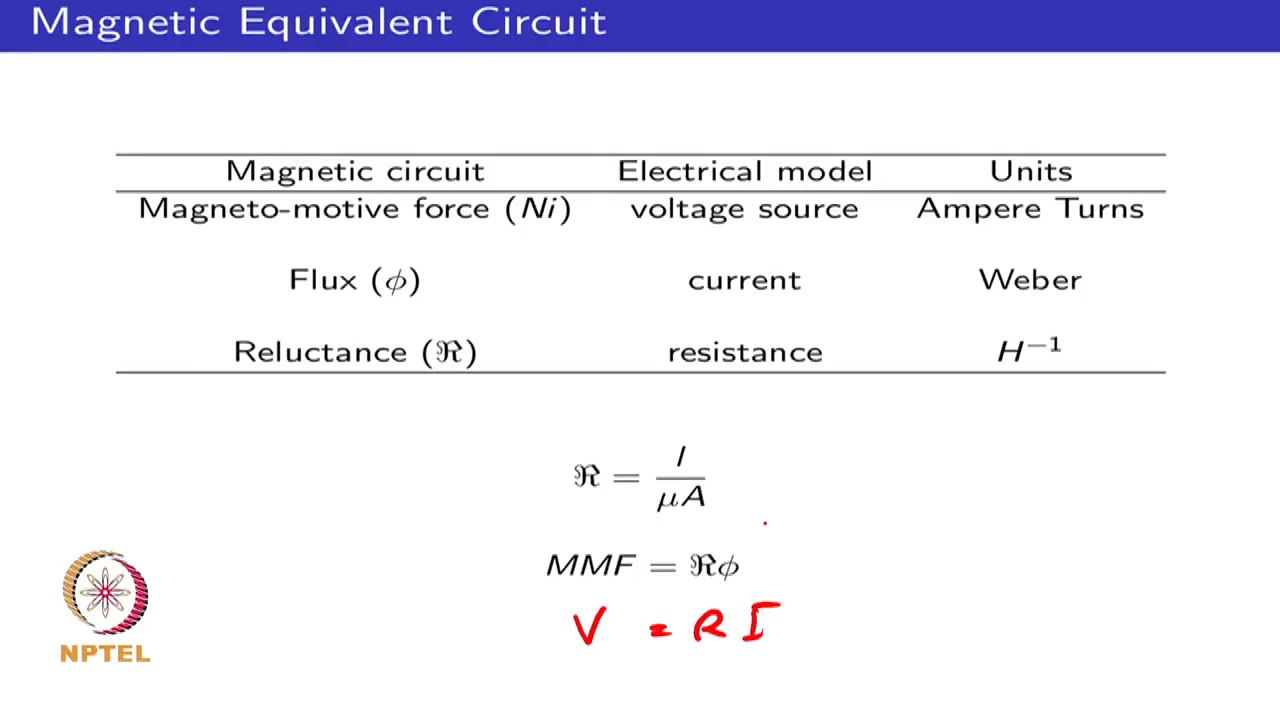 Magnetic Equivalent Circuit
Magnetic circuit Electrical model Units
Magneto-motive force (Ni) voltage source Ampere Turns
Flux (ϕ) current Weber
Reluctance (ℜ) resistance H⁻¹
ℜ = l / μA
MMF = ℜϕ
V = R I
NPTEL